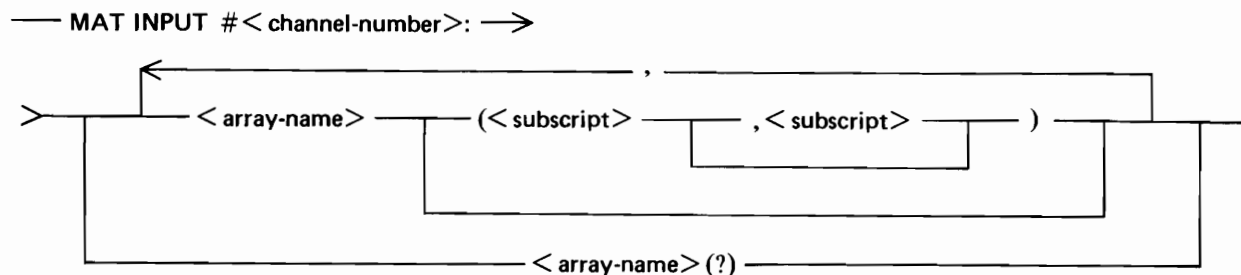 MAT INPUT #<channel-number>:
,
<array-name> (<subscript> ,<subscript> )
<array-name>(?)